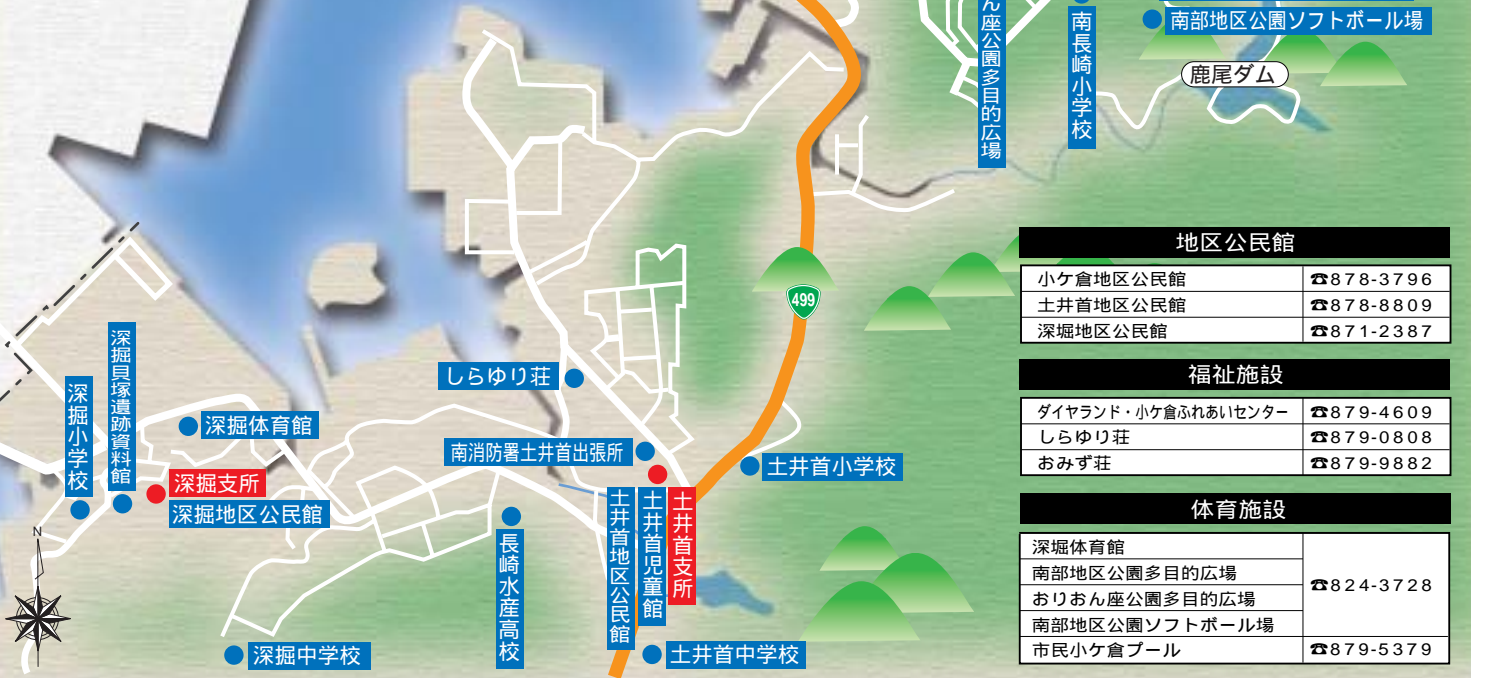 ん座公園多目的広場
南長崎小学校
南部地区公園ソフトボール場
鹿尾ダム
499
しらゆり荘
深掘貝塚遺跡資料館
深掘小学校
深掘体育館
深掘支所
深掘地区公民館
南消防署土井首出張所
土井首小学校
土井首地区公民館
土井首児童館
土井首支所
長崎水産高校
深掘中学校
土井首中学校
N
地区公民館
小ケ倉地区公民館 ☎878-3796
土井首地区公民館 ☎878-8809
深堀地区公民館 ☎871-2387
福祉施設
ダイヤランド・小ケ倉ふれあいセンター ☎879-4609
しらゆり荘 ☎879-0808
おみず荘 ☎879-9882
体育施設
深堀体育館
南部地区公園多目的広場
おりおん座公園多目的広場
南部地区公園ソフトボール場
☎824-3728
市民小ケ倉プール ☎879-5379